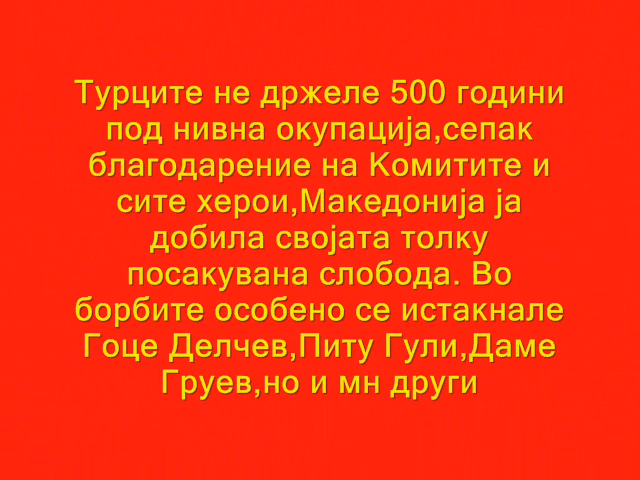 Турците не држеле 500 години
под нивна окупација,сепак
благодарение на Комитите и
сите херои,Македонија ја
добила својата толку
посакувана слобода. Во
борбите особено се истакнале
Гоце Делчев,Питу Гули,Даме
Груев,но и мн други